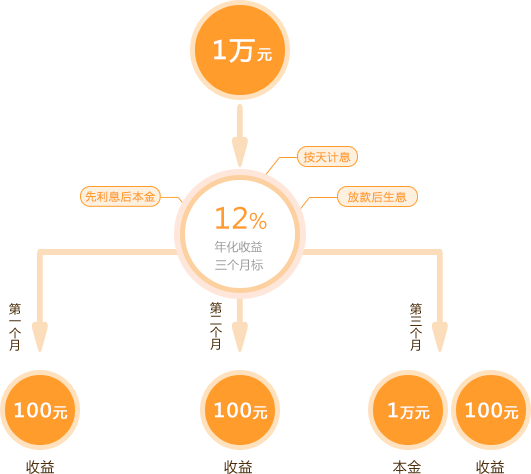 1万元
按天计息
先利息后本金
放款后生息
12%
年化收益
三个月标
第一个月
第二个月
第三个月
100元
100元
1万元
100元
收益
收益
本金
收益